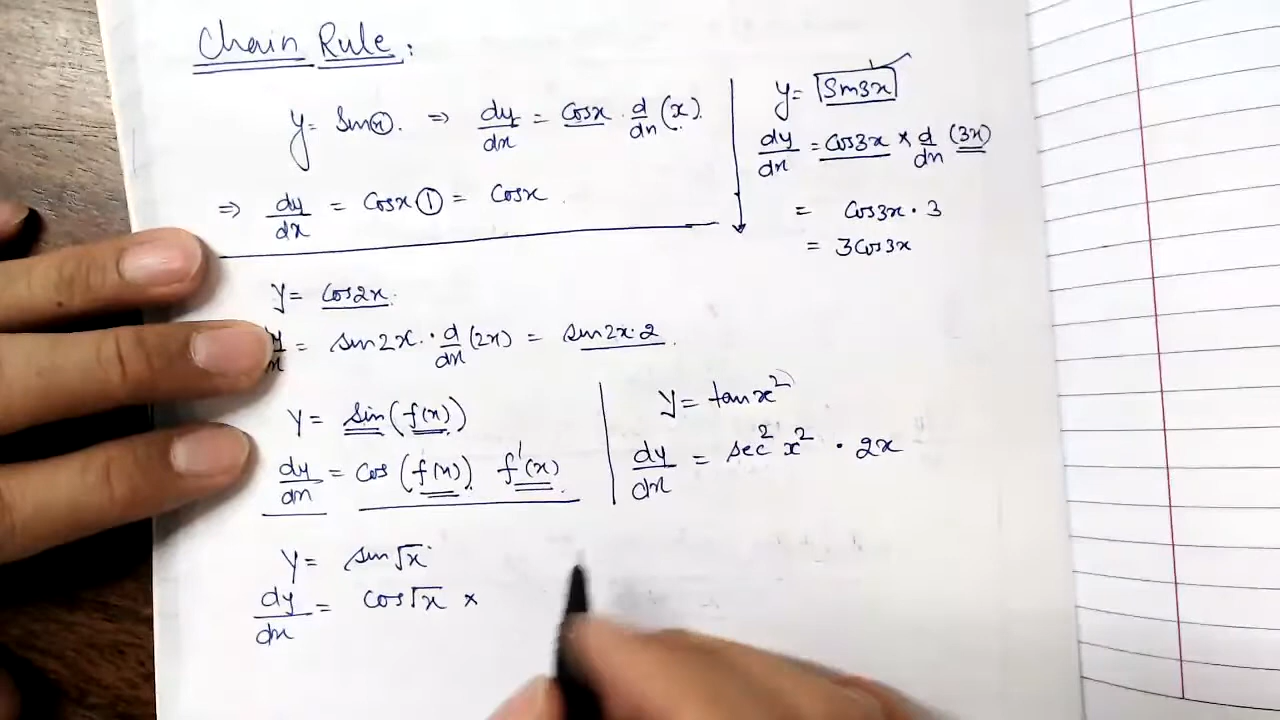 Chain Rule:
y = Sin(x). ⇒ dy/dx = Cosx · d/dx (x).
⇒ dy/dx = Cosx (1) = Cosx.
y = Sin3x
dy/dx = Cos3x × d/dx (3x)
= Cos3x · 3
= 3Cos3x
y = Cos2x.
= sin2x · d/dx (2x) = sin2x·2.
y = sin(f(x))
dy/dx = cos (f(x)) f'(x).
y = tan x²
dy/dx = sec² x² · 2x
y = sin√x
dy/dx = cos√x ×